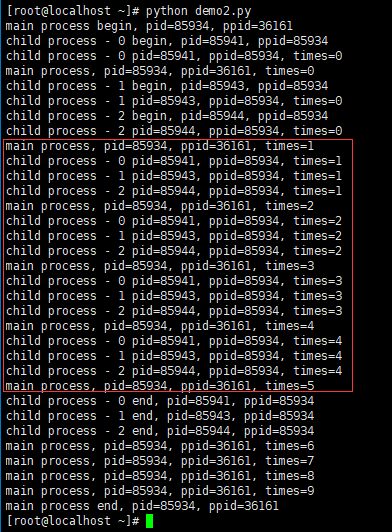 [root@localhost ~]# python demo2.py
main process begin, pid=85934, ppid=36161
child process - 0 begin, pid=85941, ppid=85934
child process - 0 pid=85941, ppid=85934, times=0
main process, pid=85934, ppid=36161, times=0
child process - 1 begin, pid=85943, ppid=85934
child process - 1 pid=85943, ppid=85934, times=0
child process - 2 begin, pid=85944, ppid=85934
child process - 2 pid=85944, ppid=85934, times=0
main process, pid=85934, ppid=36161, times=1
child process - 0 pid=85941, ppid=85934, times=1
child process - 1 pid=85943, ppid=85934, times=1
child process - 2 pid=85944, ppid=85934, times=1
main process, pid=85934, ppid=36161, times=2
child process - 0 pid=85941, ppid=85934, times=2
child process - 1 pid=85943, ppid=85934, times=2
child process - 2 pid=85944, ppid=85934, times=2
main process, pid=85934, ppid=36161, times=3
child process - 0 pid=85941, ppid=85934, times=3
child process - 1 pid=85943, ppid=85934, times=3
child process - 2 pid=85944, ppid=85934, times=3
main process, pid=85934, ppid=36161, times=4
child process - 0 pid=85941, ppid=85934, times=4
child process - 1 pid=85943, ppid=85934, times=4
child process - 2 pid=85944, ppid=85934, times=4
main process, pid=85934, ppid=36161, times=5
child process - 0 end, pid=85941, ppid=85934
child process - 1 end, pid=85943, ppid=85934
child process - 2 end, pid=85944, ppid=85934
main process, pid=85934, ppid=36161, times=6
main process, pid=85934, ppid=36161, times=7
main process, pid=85934, ppid=36161, times=8
main process, pid=85934, ppid=36161, times=9
main process end, pid=85934, ppid=36161
[root@localhost ~]#